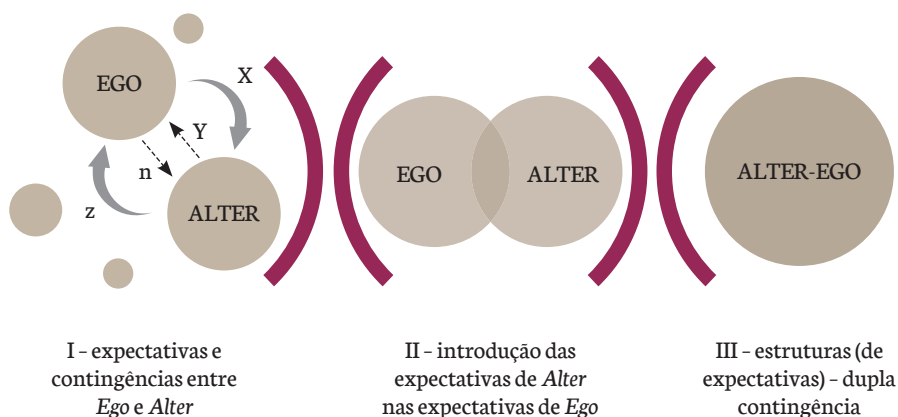 EGO
X
Y
n
z
ALTER
EGO
ALTER
ALTER-EGO
I – expectativas e
contingências entre
Ego e Alter
II – introdução das
expectativas de Alter
nas expectativas de Ego
III – estruturas (de
expectativas) – dupla
contingência